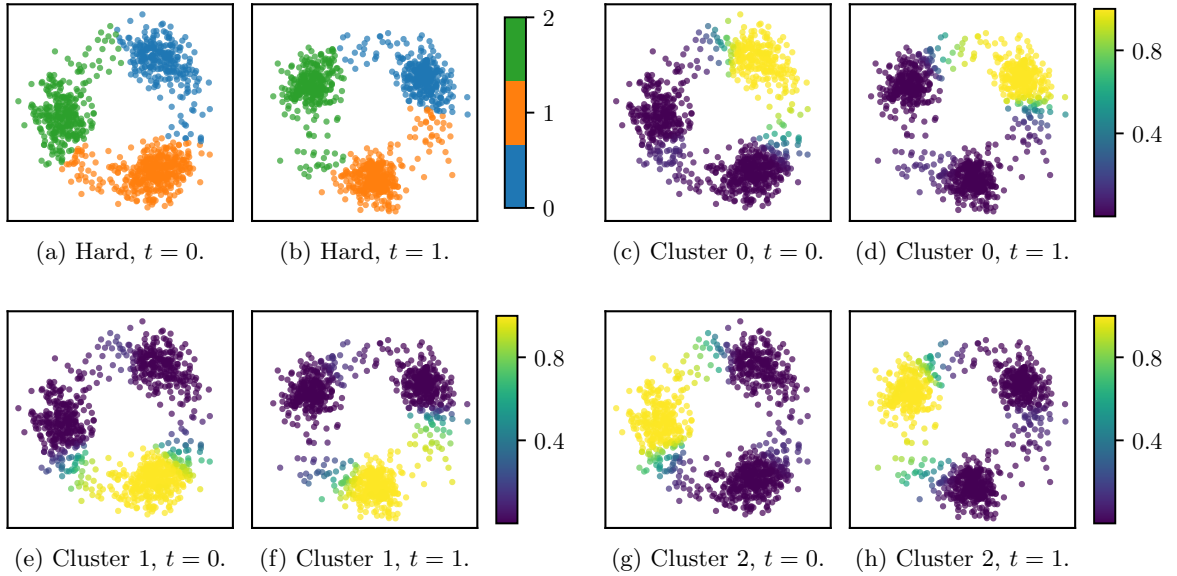 2
1
0
0.8
0.4
(a) Hard, t = 0.
(b) Hard, t = 1.
(c) Cluster 0, t = 0.
(d) Cluster 0, t = 1.
0.8
0.4
0.8
0.4
(e) Cluster 1, t = 0.
(f) Cluster 1, t = 1.
(g) Cluster 2, t = 0.
(h) Cluster 2, t = 1.